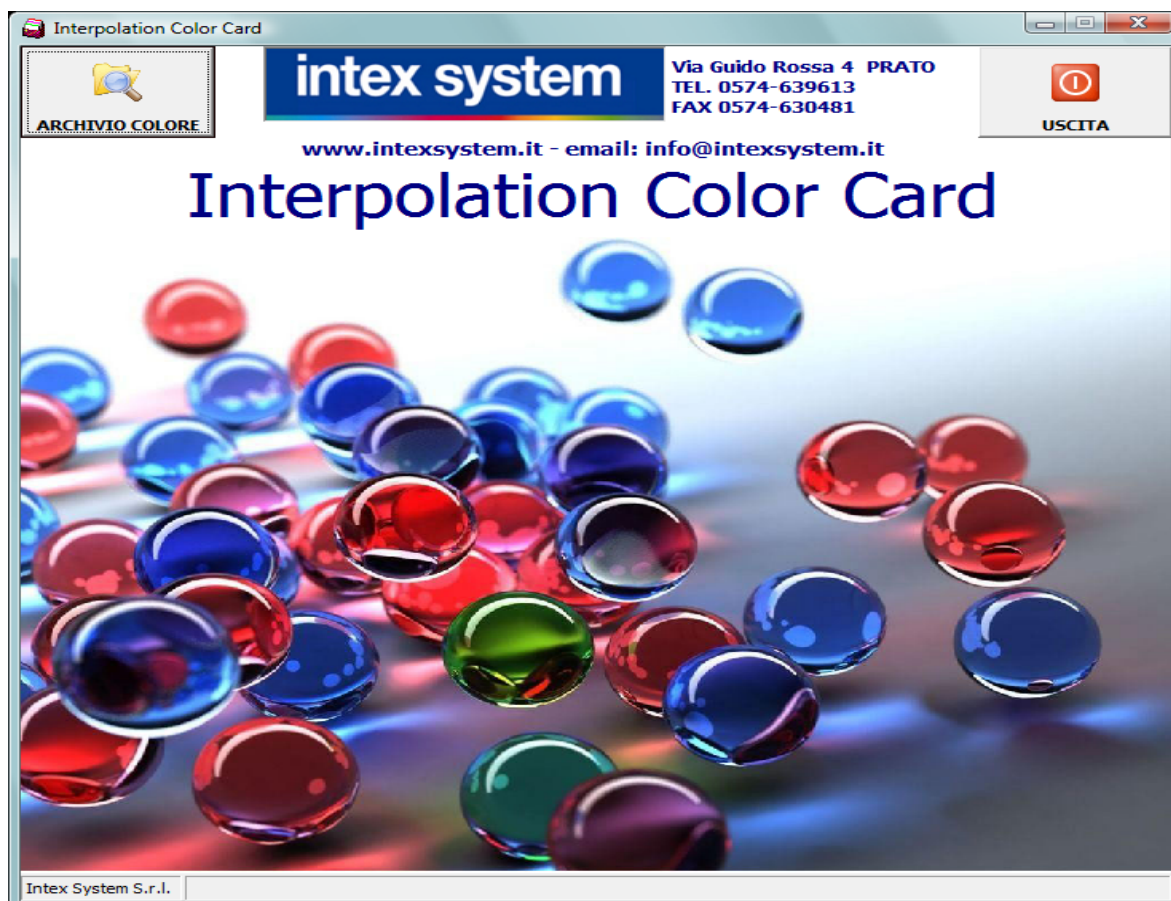 Interpolation Color Card
ARCHIVIO COLORE
intex system
Via Guido Rossa 4 PRATO
TEL. 0574-639613
FAX 0574-630481
USCITA
www.intexsystem.it - email: info@intexsystem.it
Interpolation Color Card
Intex System S.r.l.